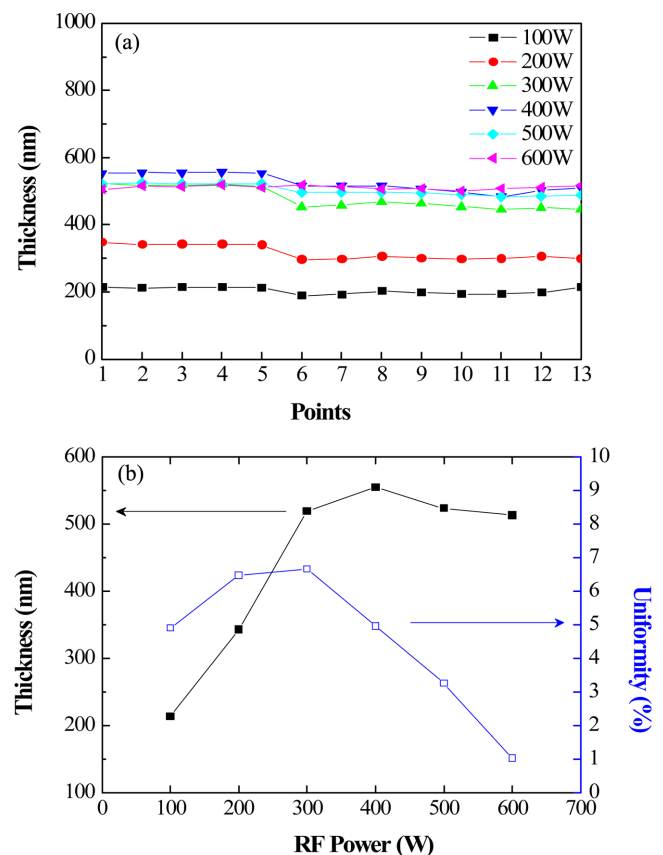 (a)
100W
200W
300W
400W
500W
600W
1000
800
600
400
200
0
Thickness (nm)
1 2 3 4 5 6 7 8 9 10 11 12 13
Points
(b)
600
500
400
300
200
100
Thickness (nm)
10
9
8
7
6
5
4
3
2
1
0
Uniformity (%)
0 100 200 300 400 500 600 700
RF Power (W)